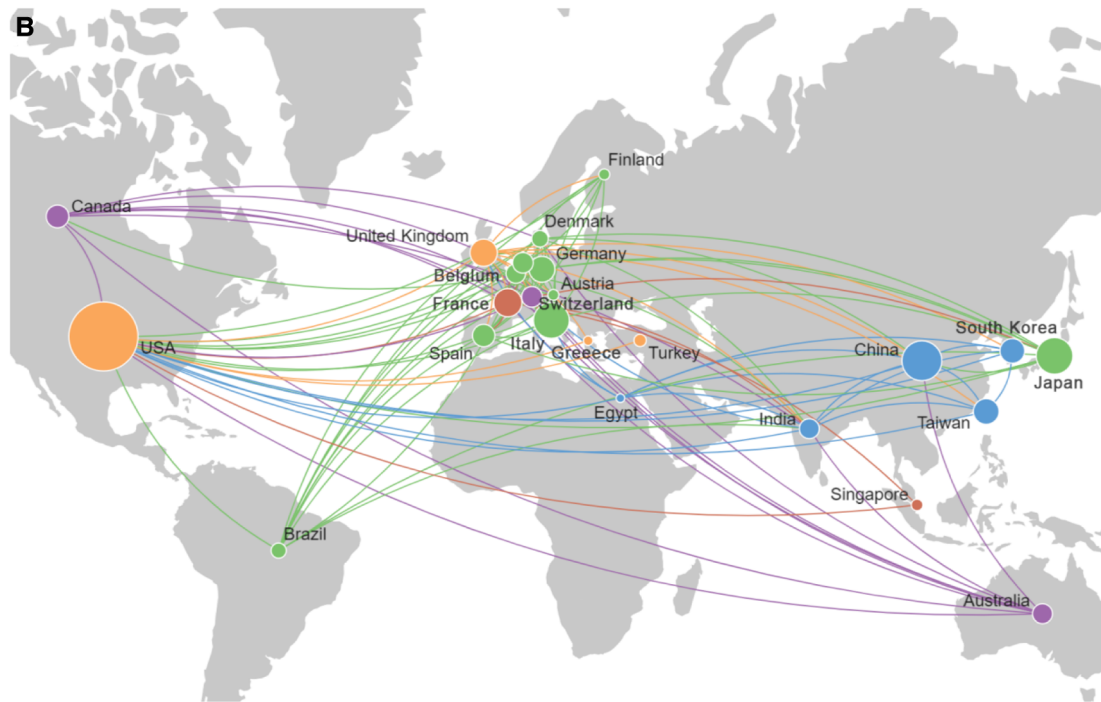 B
Finland
Canada
Denmark
United Kingdom
Germany
Belgium
Austria
France
Switzerland
South Korea
USA
Spain
Italy
Greeece
Turkey
China
Japan
Egypt
India
Taiwan
Singapore
Brazil
Australia